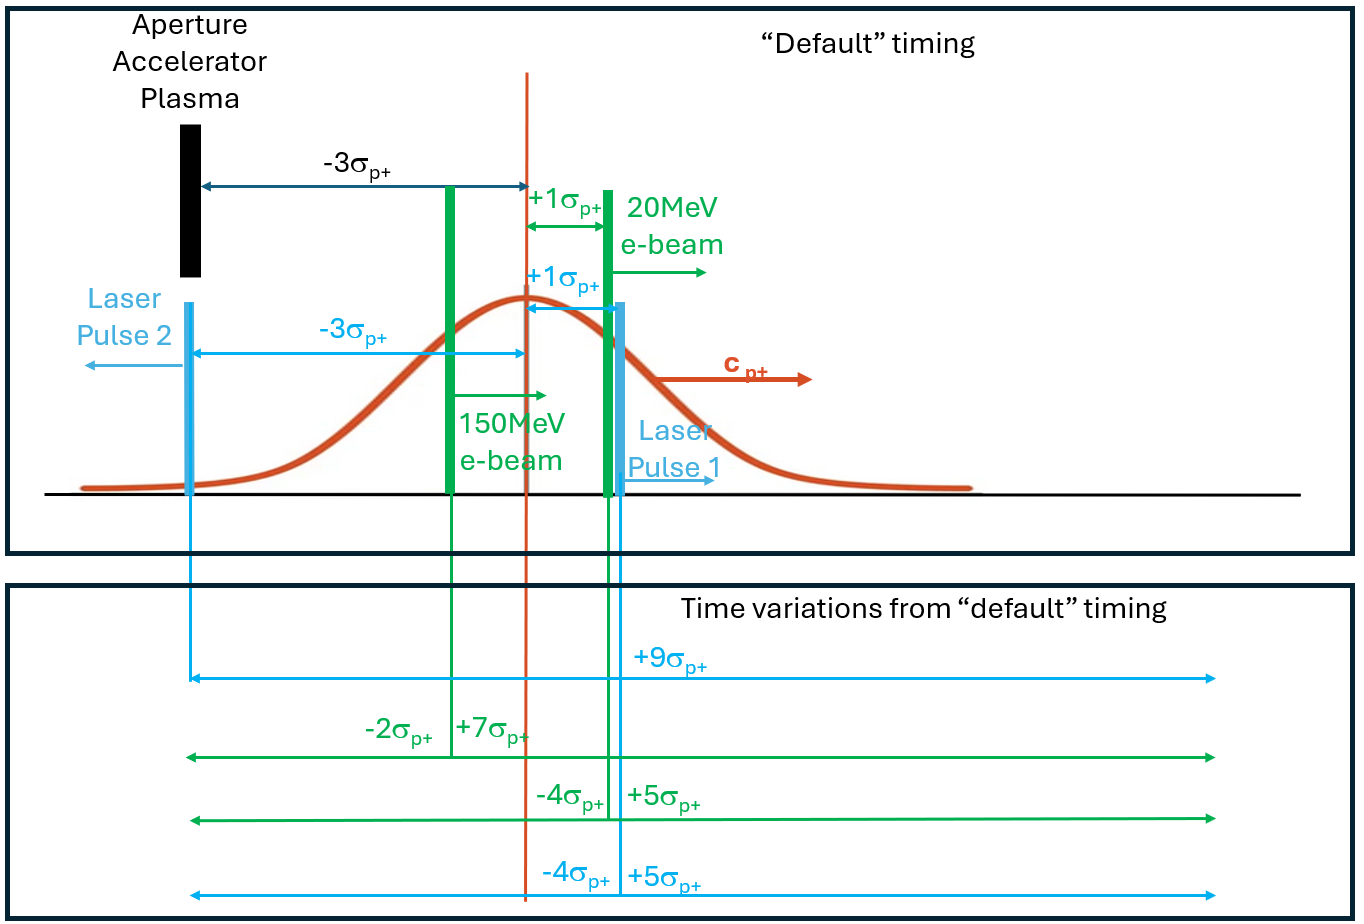 Aperture
Accelerator
Plasma
“Default” timing
-3σp+
+1σp+
20MeV
e-beam
+1σp+
Laser
Pulse 2
-3σp+
c p+
150MeV
e-beam
Laser
Pulse 1
Time variations from “default” timing
+9σp+
-2σp+ +7σp+
-4σp+ +5σp+
-4σp+ +5σp+